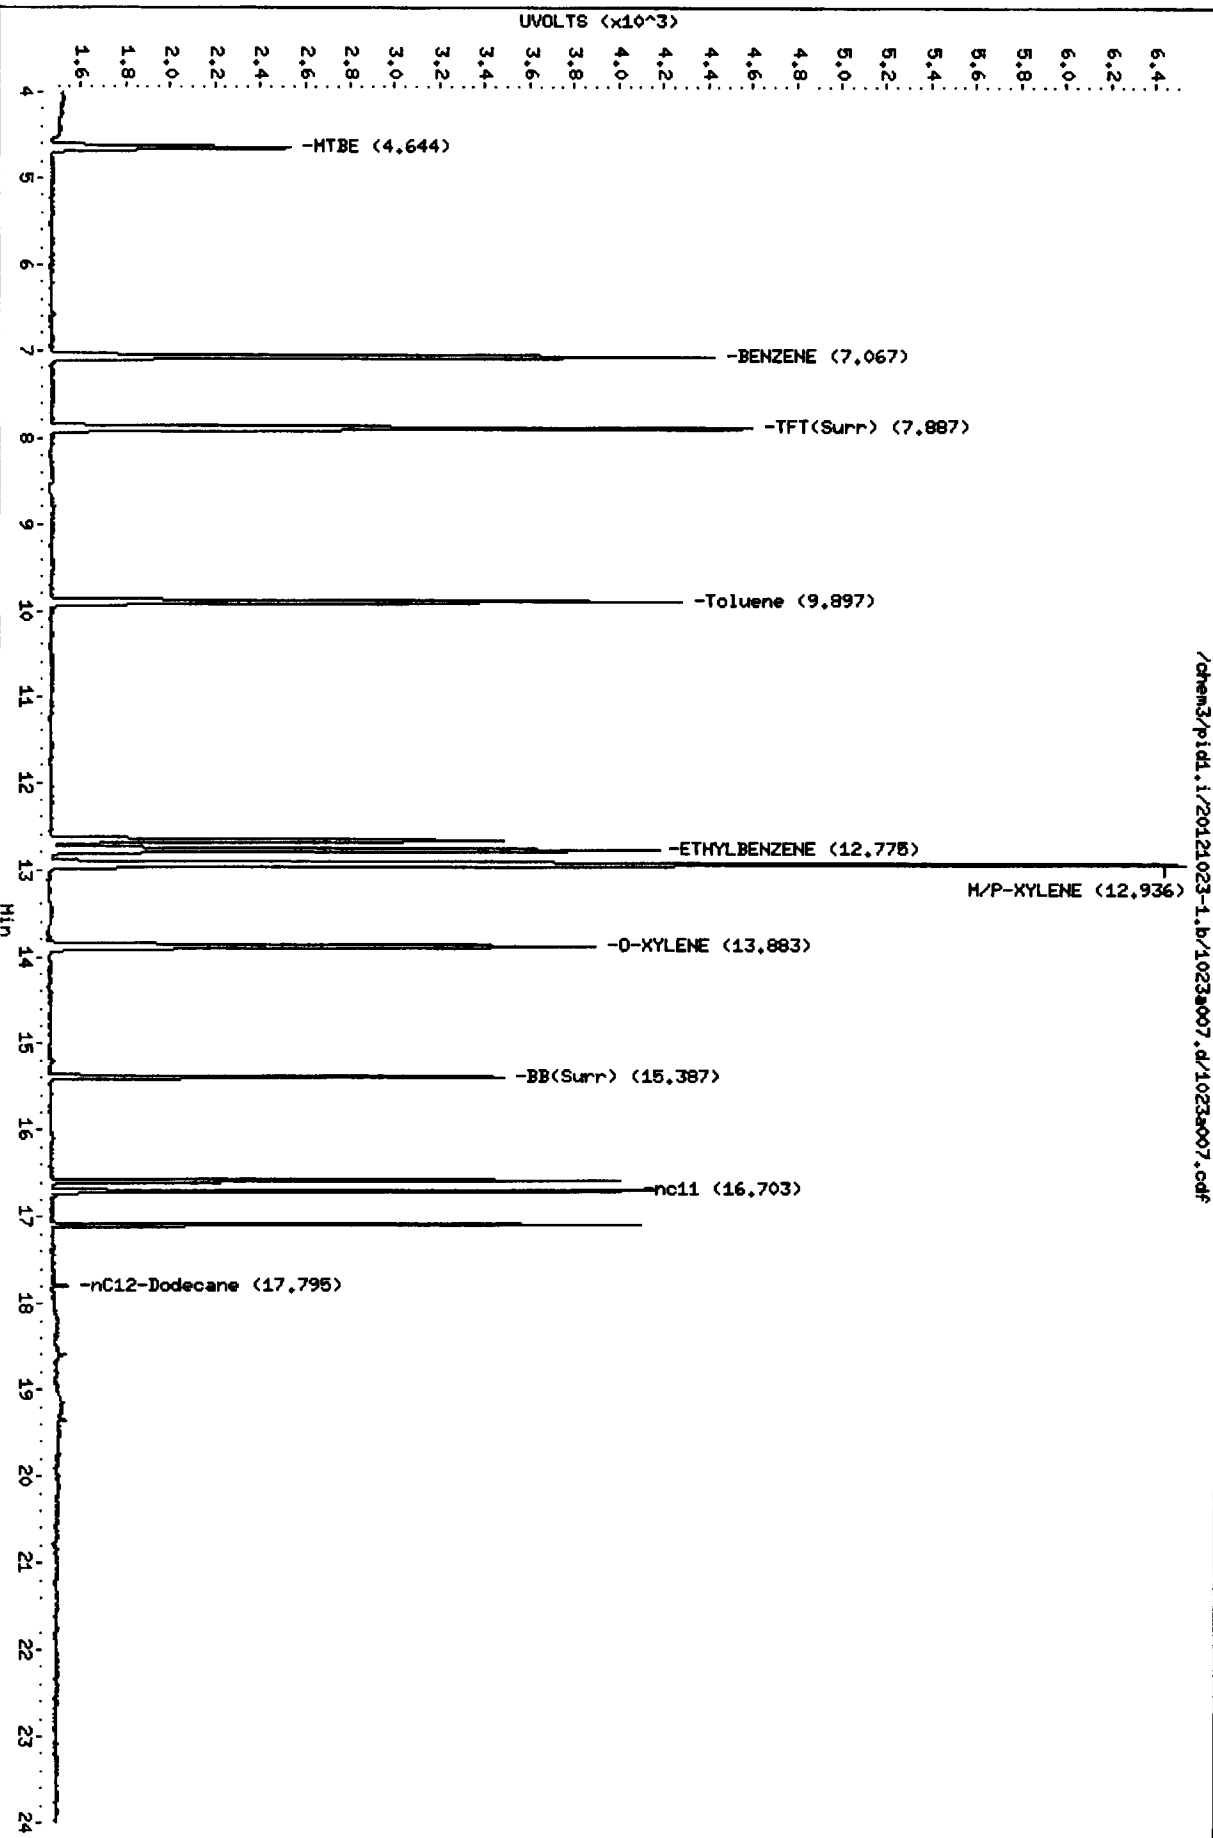 /chem3/pid1.i/20121023-1.b/1023a007.d/1023a007.cdf
UVOLTS (x10^3)
6.4
6.2
6.0
5.8
5.6
5.4
5.2
5.0
4.8
4.6
4.4
4.2
4.0
3.8
3.6
3.4
3.2
3.0
2.8
2.6
2.4
2.2
2.0
1.8
1.6
-MTBE (4.644)
-BENZENE (7.067)
-TFT(Surr) (7.887)
-Toluene (9.897)
-ETHYLBENZENE (12.775)
M/P-XYLENE (12.936)
-O-XYLENE (13.883)
-BB(Surr) (15.387)
-nc11 (16.703)
-nC12-Dodecane (17.795)
4 5 6 7 8 9 10 11 12 13 14 15 16 17 18 19 20 21 22 23 24
Min